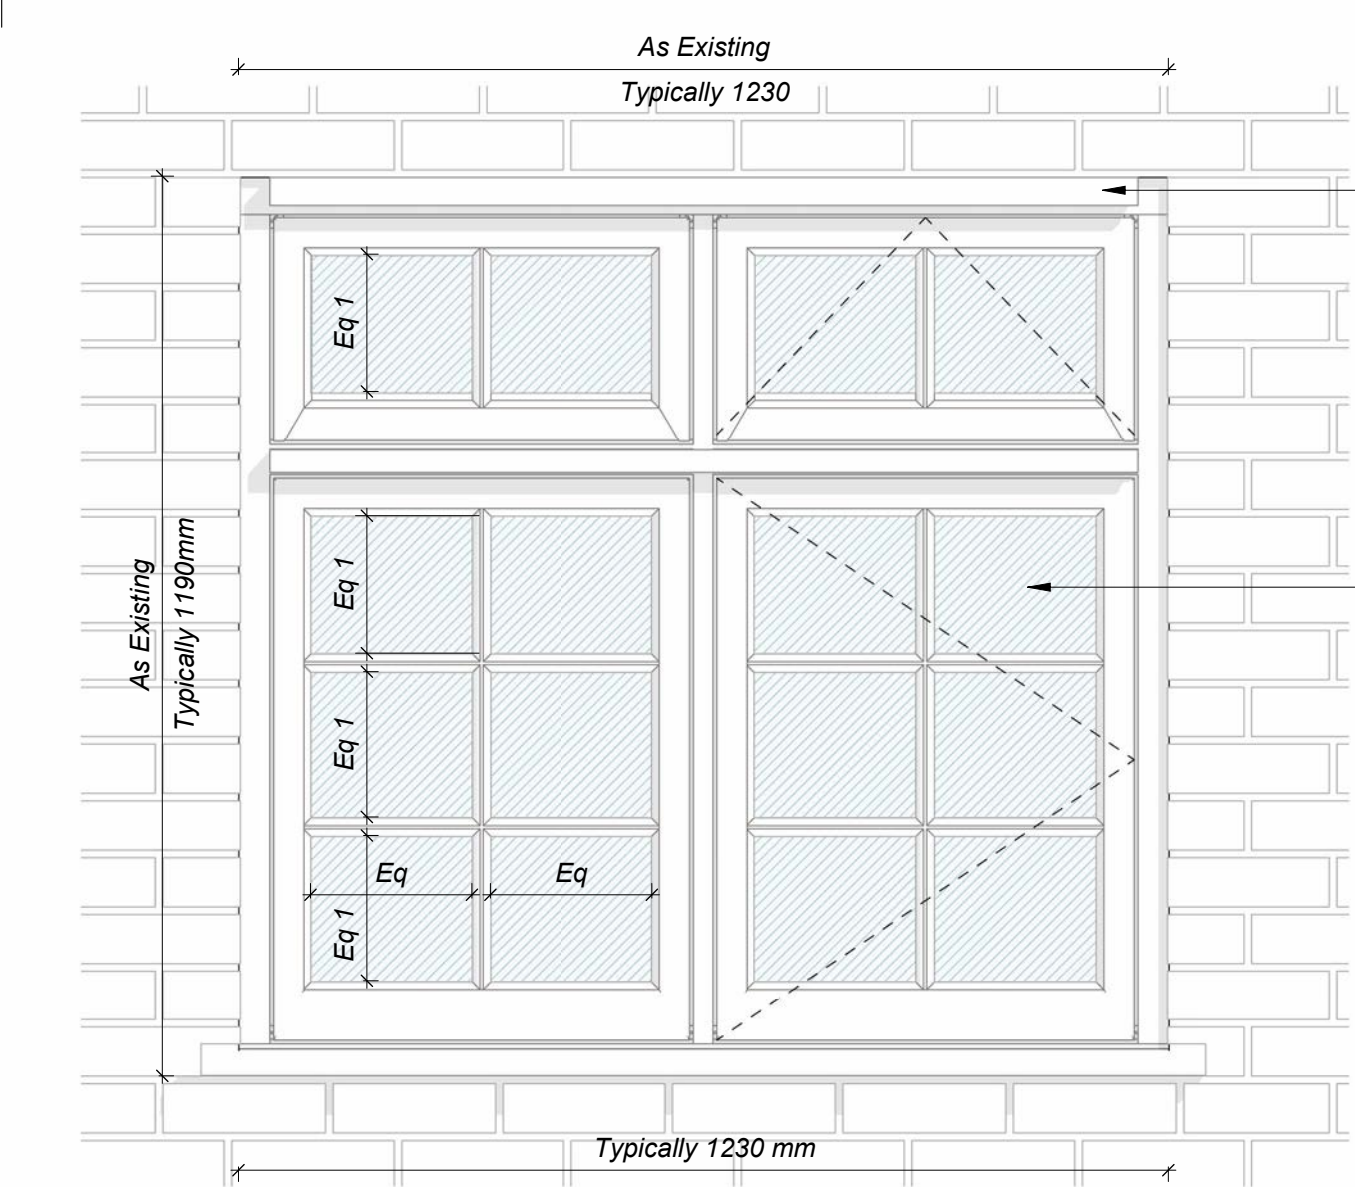 As Existing
Typically 1230
Eq 1
Eq 1
As Existing
Typically 1190mm
Eq 1
Eq
Eq
Eq 1
Typically 1230 mm